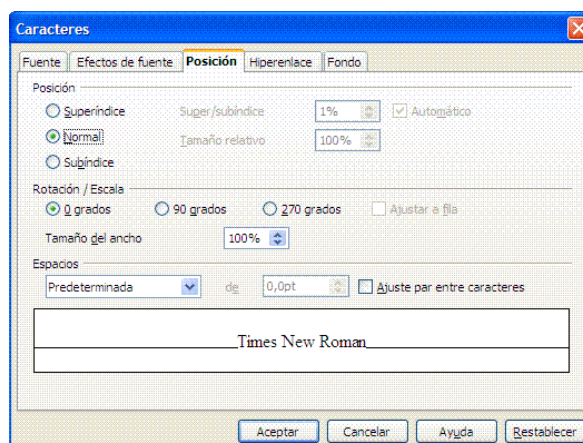 Caracteres
Fuente Efectos de fuente Posición Hiperenlace Fondo
Posición
Superíndice Super/subíndice 1% Automático
Normal Tamaño relativo 100%
Subíndice
Rotación / Escala
0 grados 90 grados 270 grados Ajustar a fila
Tamaño del ancho 100%
Espacios
Predeterminada de 0,0pt Ajuste par entre caracteres
Times New Roman
Aceptar Cancelar Ayuda Restablecer